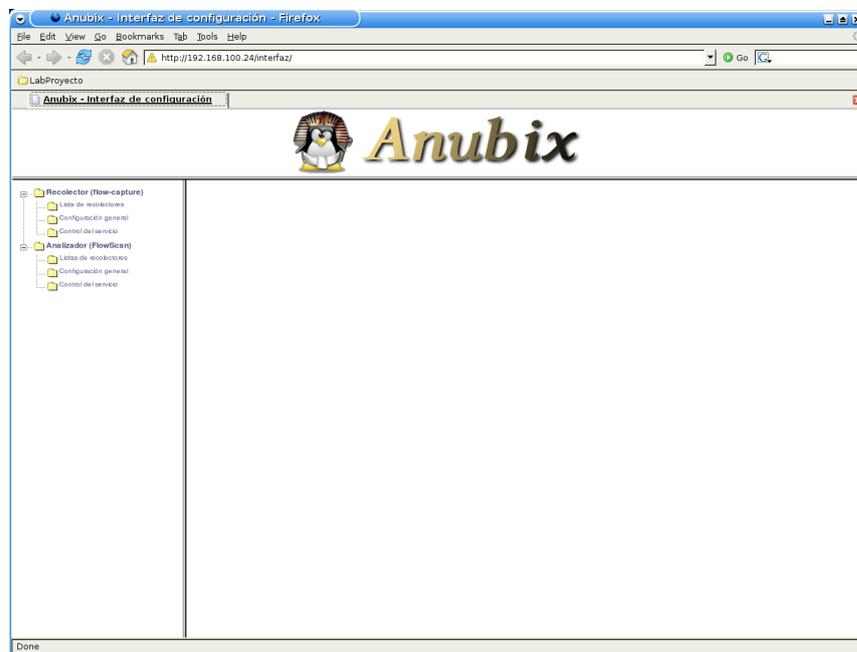 Anubix - Interfaz de configuración - Firefox
File Edit View Go Bookmarks Tab Tools Help
http://192.168.100.24/interfaz/
Go
LabProyecto
Anubix - Interfaz de configuración
Anubix
Recolector (flow-capture)
Lista de recolectores
Configuración general
Control del servicio
Analizador (FlowScan)
Listas de recolectores
Configuración general
Control del servicio
Done